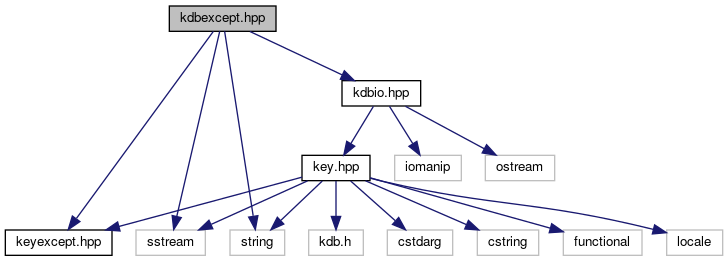 kdbexcept.hpp
kdbio.hpp
key.hpp
iomanip
ostream
keyexcept.hpp
sstream
string
kdb.h
cstdarg
cstring
functional
locale